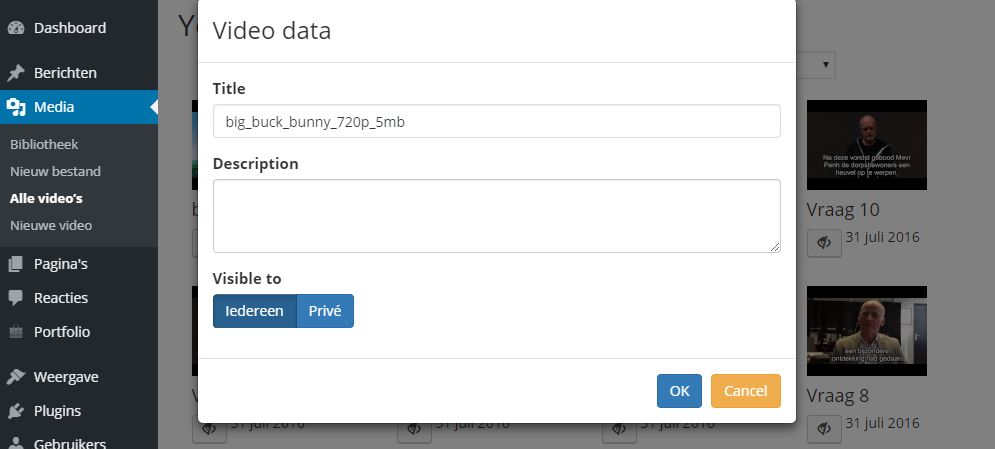 Dashboard
Berichten
Media
Bibliotheek
Nieuw bestand
Alle video's
Nieuwe video
Pagina's
Reacties
Portfolio
Weergave
Plugins
Gebruikers
Video data
Title
big_buck_bunny_720p_5mb
Description
Visible to
Iedereen Privé
OK Cancel
Na deze vondst gebood Mevr
Penh de dorpsbewoners een
heuvel op te werpen,
Vraag 10
31 juli 2016
een bijzondere
ontdekking had gedaan.
Vraag 8
31 juli 2016 31 juli 2016 31 juli 2016 31 juli 2016